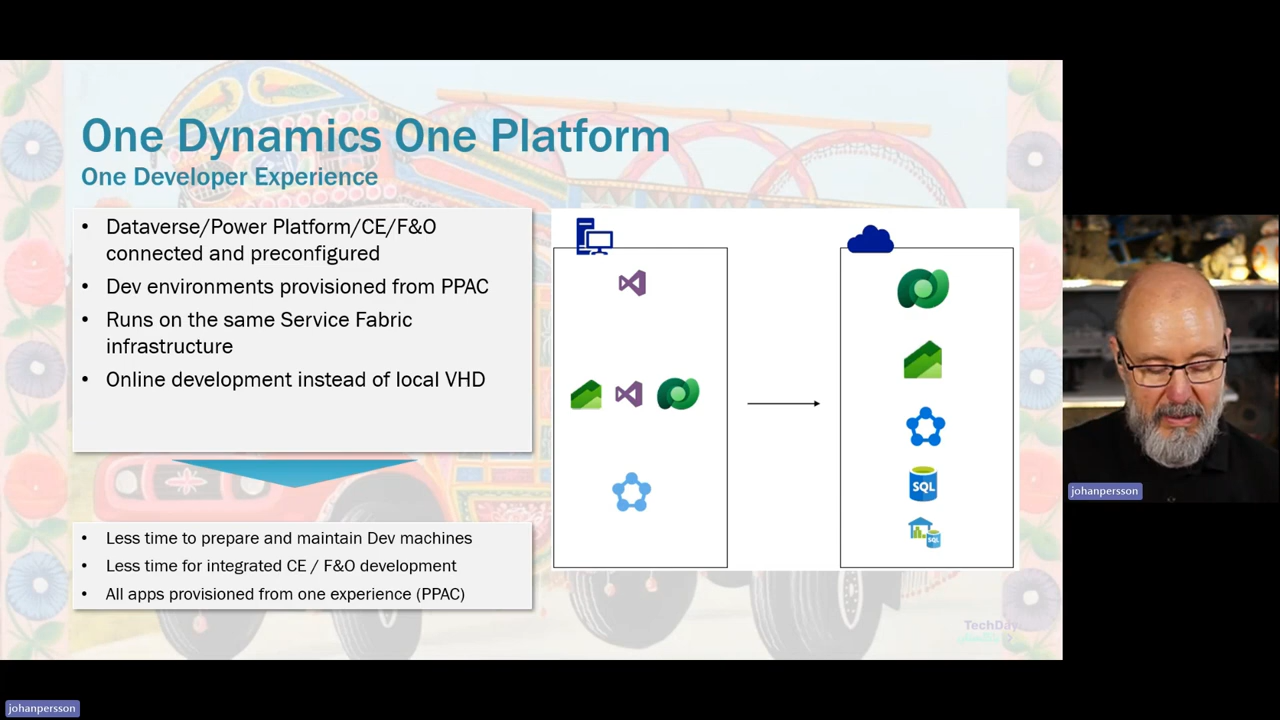 One Dynamics One Platform
One Developer Experience
• Dataverse/Power Platform/CE/F&O
connected and preconfigured
• Dev environments provisioned from PPAC
• Runs on the same Service Fabric
infrastructure
• Online development instead of local VHD
• Less time to prepare and maintain Dev machines
• Less time for integrated CE / F&O development
• All apps provisioned from one experience (PPAC)
SQL
SQL
TechDay
johanpersson
johanpersson